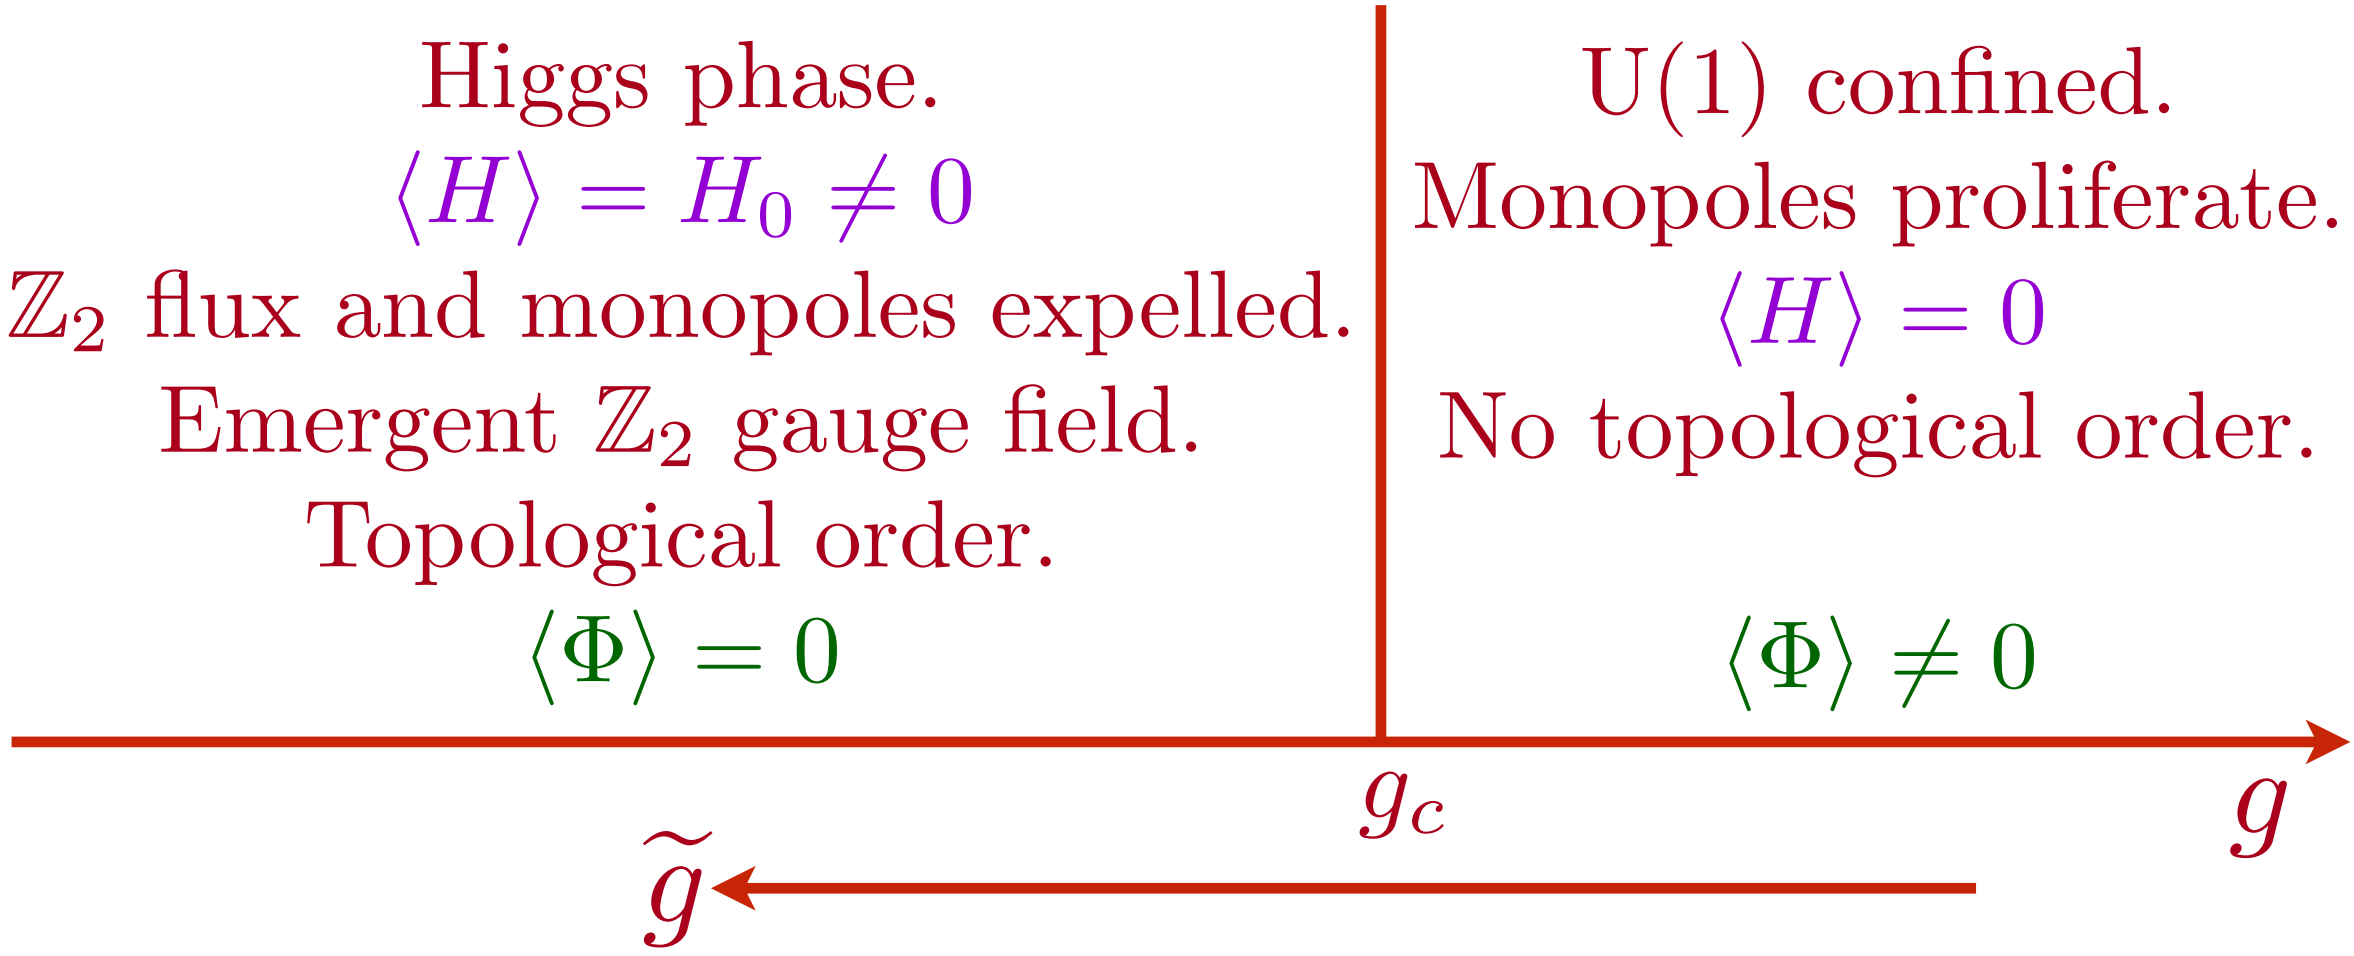 Higgs phase.
⟨H⟩ = H₀ ≠ 0
ℤ₂ flux and monopoles expelled.
Emergent ℤ₂ gauge field.
Topological order.
⟨Φ⟩ = 0
U(1) confined.
Monopoles proliferate.
⟨H⟩ = 0
No topological order.
⟨Φ⟩ ≠ 0
g_c
g
g̃